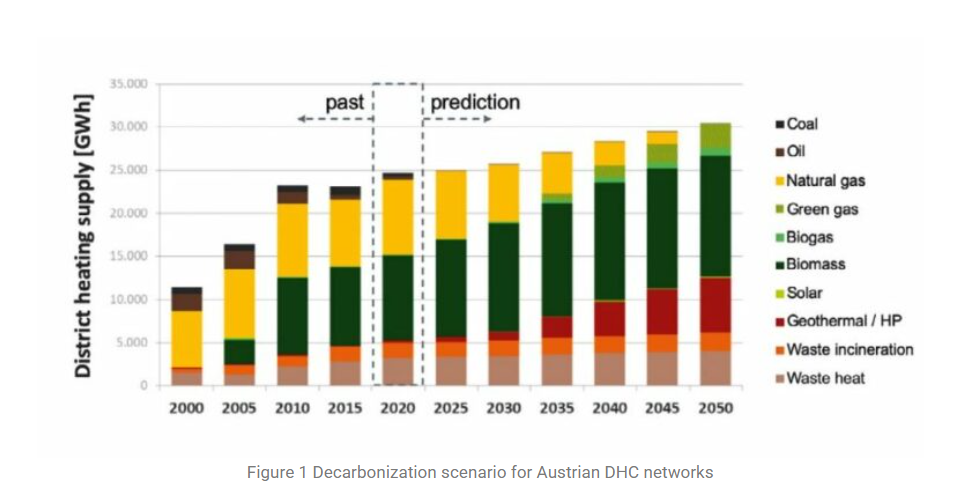 District heating supply [GWh]
35.000
30.000
25.000
20.000
15.000
10.000
5.000
0
past
prediction
2000 2005 2010 2015 2020 2025 2030 2035 2040 2045 2050
Coal
Oil
Natural gas
Green gas
Biogas
Biomass
Solar
Geothermal / HP
Waste incineration
Waste heat
Figure 1 Decarbonization scenario for Austrian DHC networks